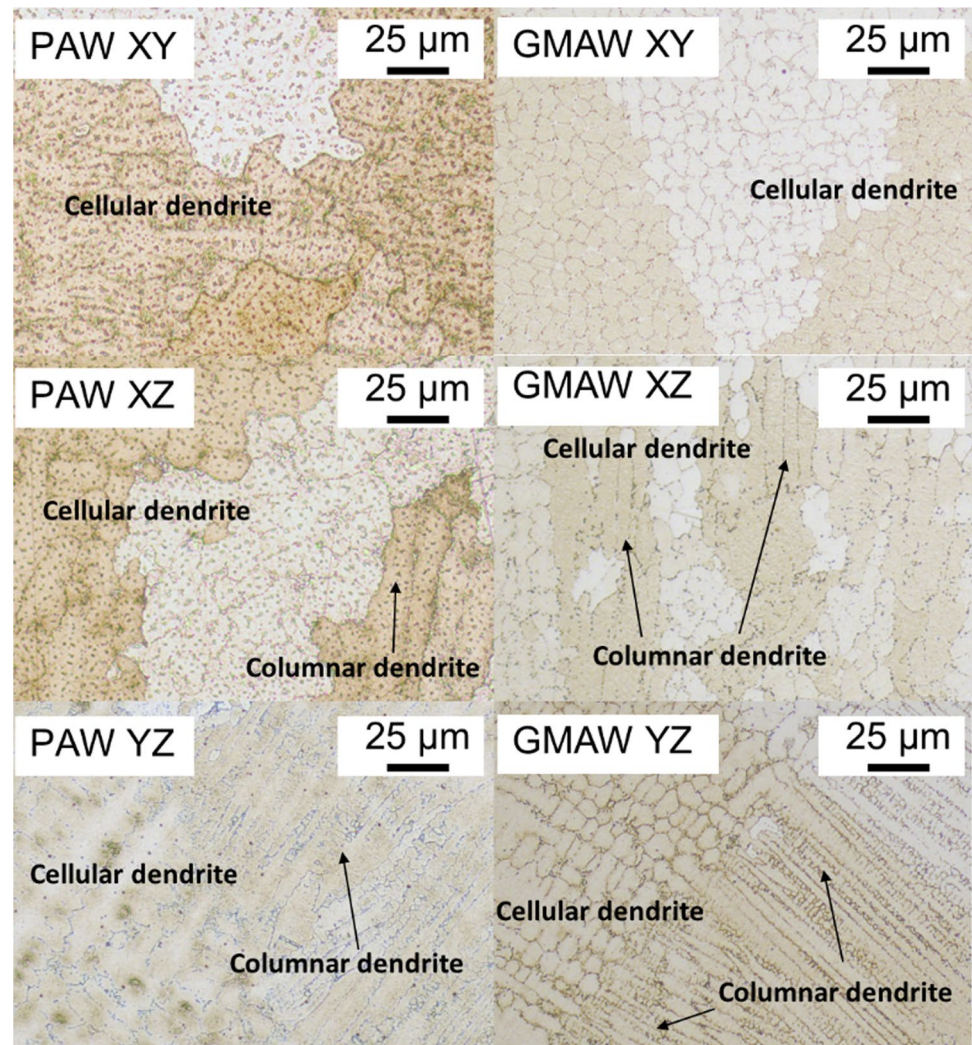 PAW XY
25 µm
GMAW XY
25 µm
Cellular dendrite
Cellular dendrite
PAW XZ
25 µm
GMAW XZ
25 µm
Cellular dendrite
Cellular dendrite
Columnar dendrite
Columnar dendrite
PAW YZ
25 µm
GMAW YZ
25 µm
Cellular dendrite
Columnar dendrite
Cellular dendrite
Columnar dendrite